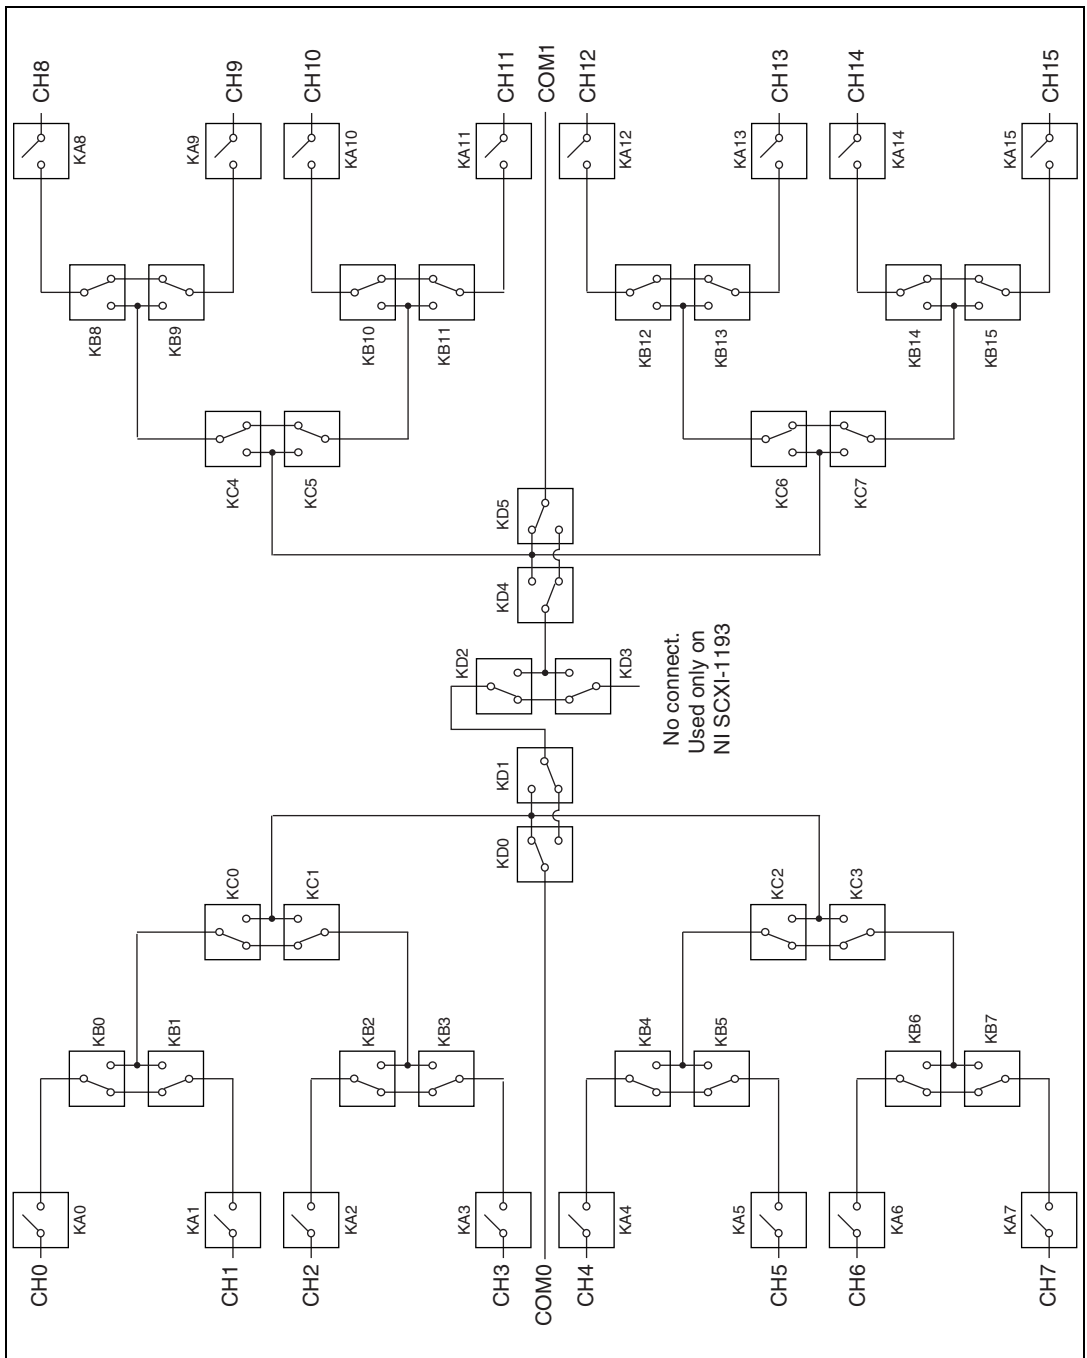 CH8
CH9
CH10
CH11
COM1
CH12
CH13
CH14
CH15
KA8
KA9
KA10
KA11
KA12
KA13
KA14
KA15
KB8
KB9
KB10
KB11
KB12
KB13
KB14
KB15
KC4
KC5
KC6
KC7
KD5
KD4
KD2
KD3
No connect.
Used only on
NI SCXI-1193
KD1
KD0
KC0
KC1
KC2
KC3
KB0
KB1
KB2
KB3
KB4
KB5
KB6
KB7
KA0
KA1
KA2
KA3
KA4
KA5
KA6
KA7
CH0
CH1
CH2
CH3
COM0
CH4
CH5
CH6
CH7